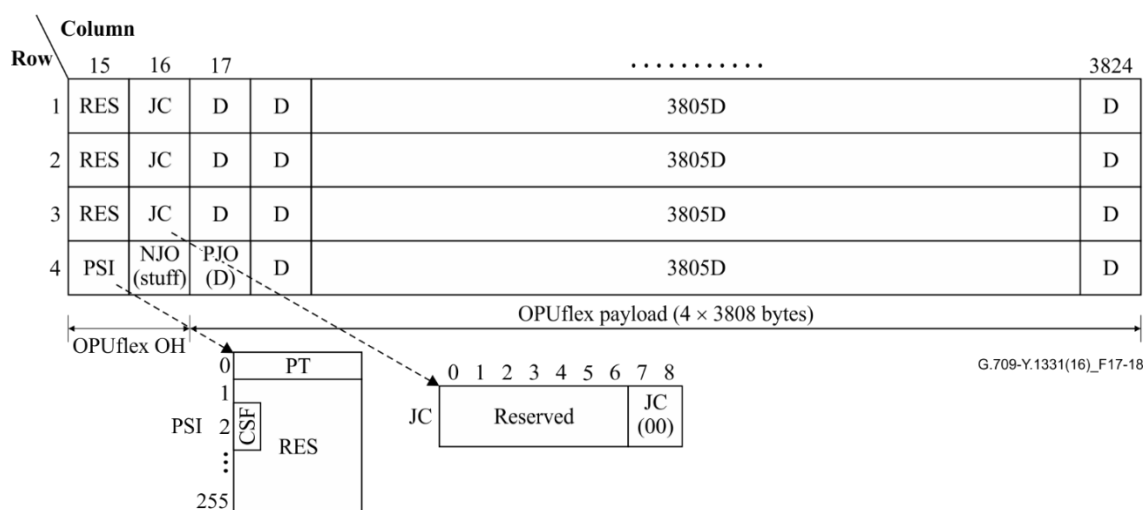 Column
Row
15 16 17 ........... 3824
1 RES JC D D 3805D D
2 RES JC D D 3805D D
3 RES JC D D 3805D D
4 PSI NJO (stuff) PJO (D) D 3805D D
OPUflex payload (4 × 3808 bytes)
OPUflex OH
G.709-Y.1331(16)_F17-18
0 PT
1
PSI 2 CSF RES
...
255
0 1 2 3 4 5 6 7 8
JC Reserved JC (00)